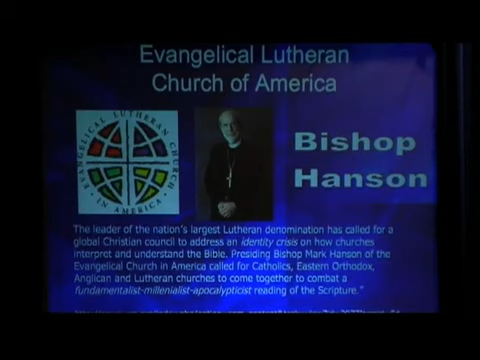 Evangelical Lutheran
Church of America
EVANGELICAL LUTHERAN CHURCH
IN AMERICA
Bishop
Hanson
The leader of the nation's largest Lutheran denomination has called for a
global Christian council to address an identity crisis on how churches
interpret and understand the Bible. Presiding Bishop Mark Hanson of the
Evangelical Church in America called for Catholics, Eastern Orthodox,
Anglican and Lutheran churches to come together to combat a
fundamentalist-millenialist-apocalypticist reading of the Scripture."